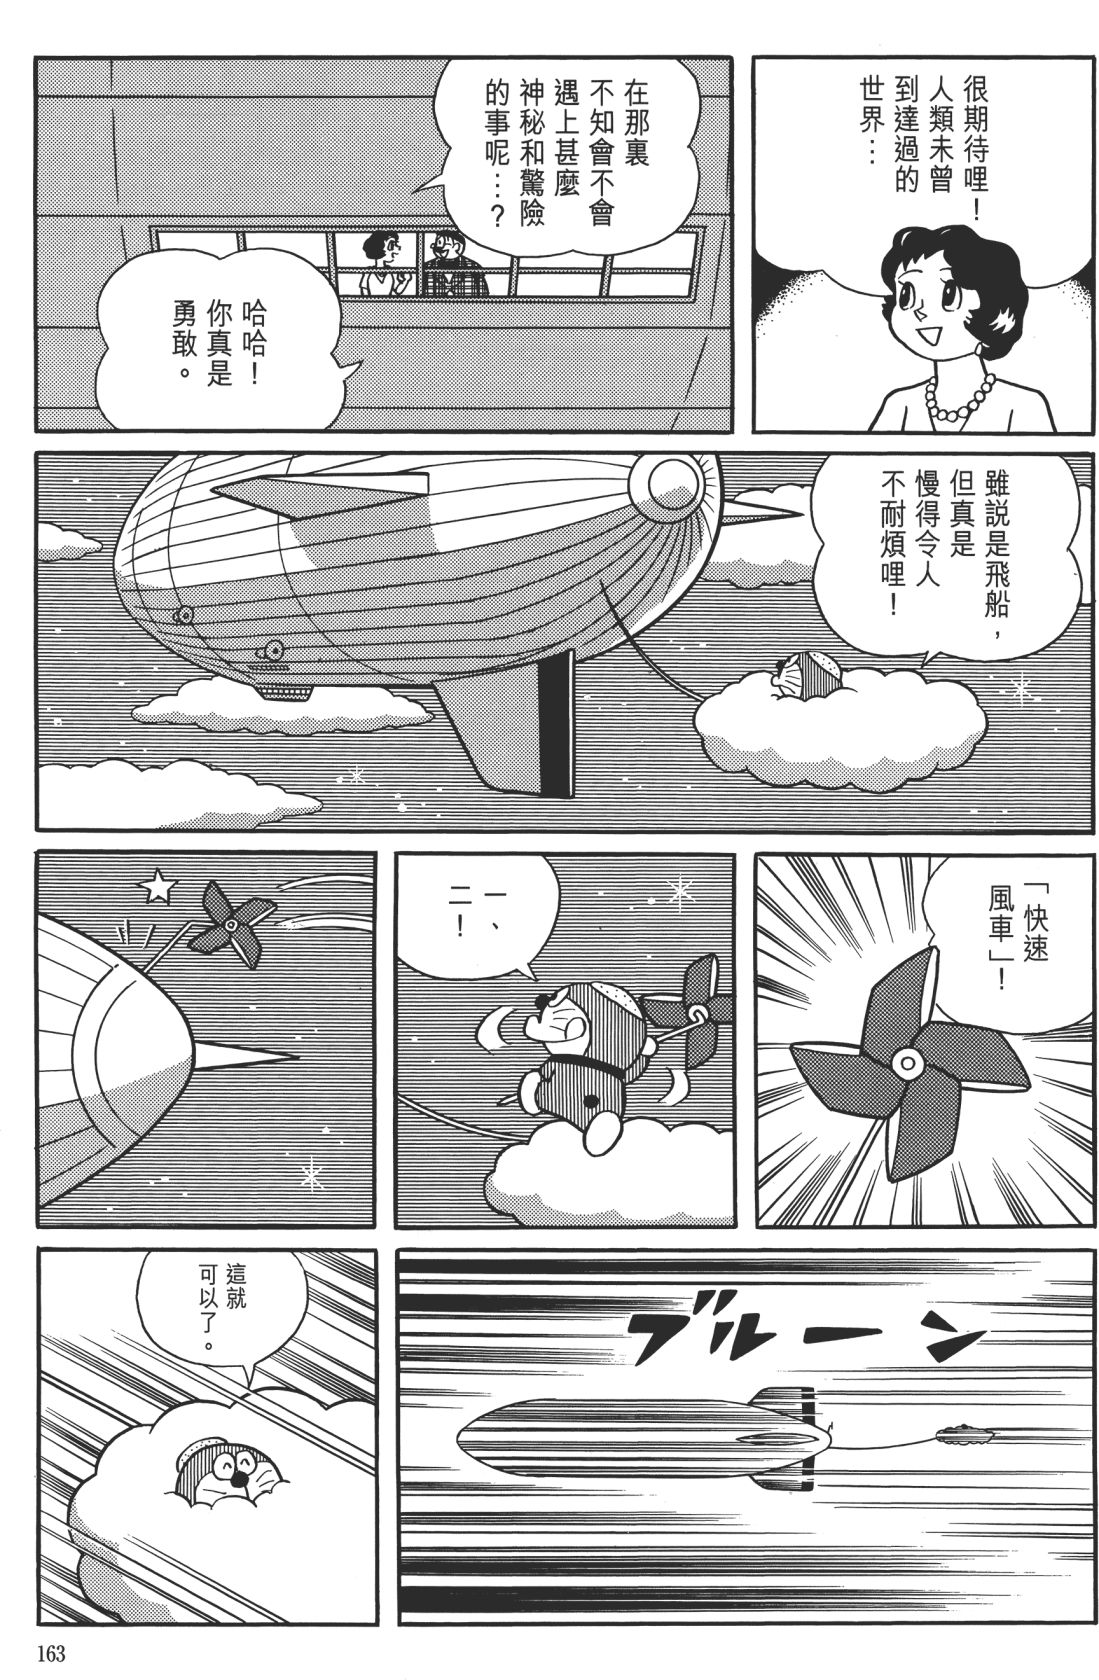 很期待哩！
人類未曾
到達過的
世界…
在那裏
不知會不會
遇上甚麼
神秘和驚險
的事呢…？
哈哈！
你真是
勇敢。
雖説是飛船，
但真是
慢得令人
不耐煩哩！
「快速
風車」！
一、
二！
ブルーン
這就
可以了。
163